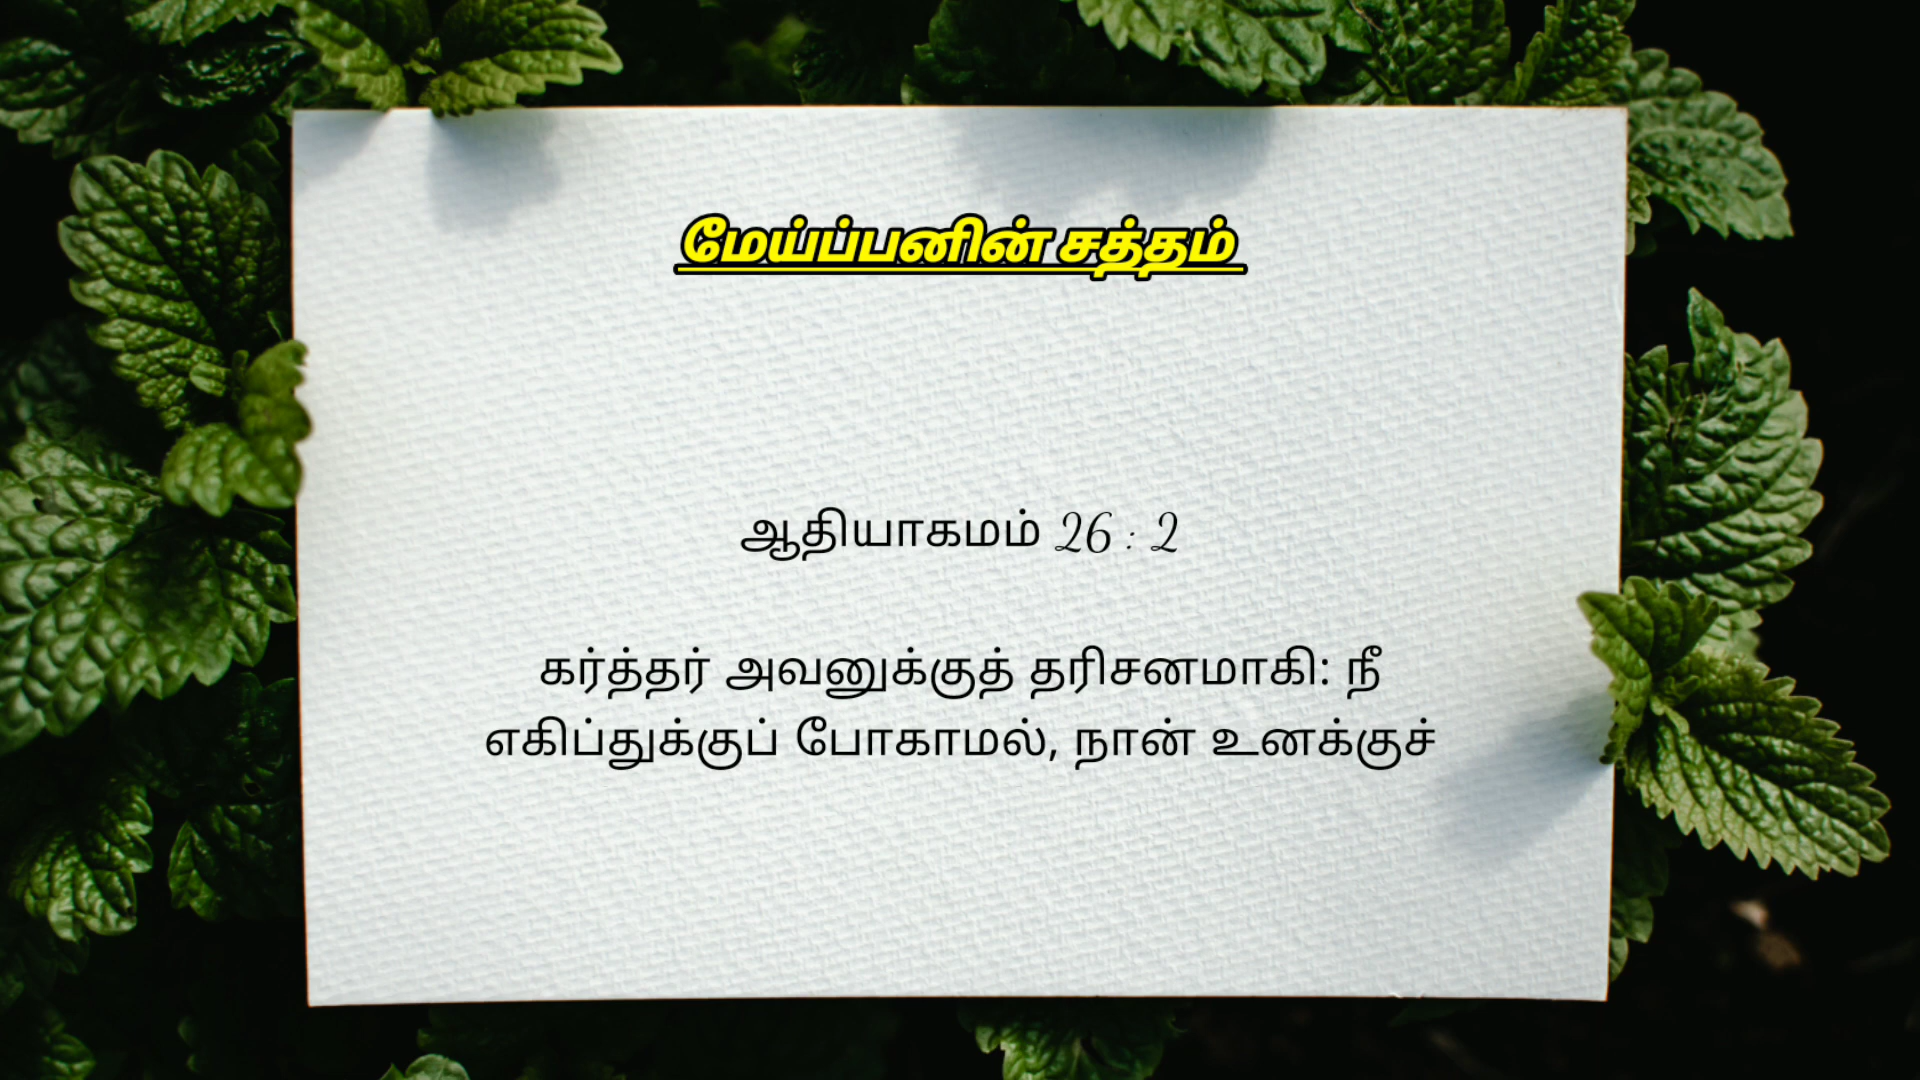 மேய்ப்பனின் சத்தம்
ஆதியாகமம் 26 : 2
கர்த்தர் அவனுக்குத் தரிசனமாகி: நீ
எகிப்துக்குப் போகாமல், நான் உனக்குச்